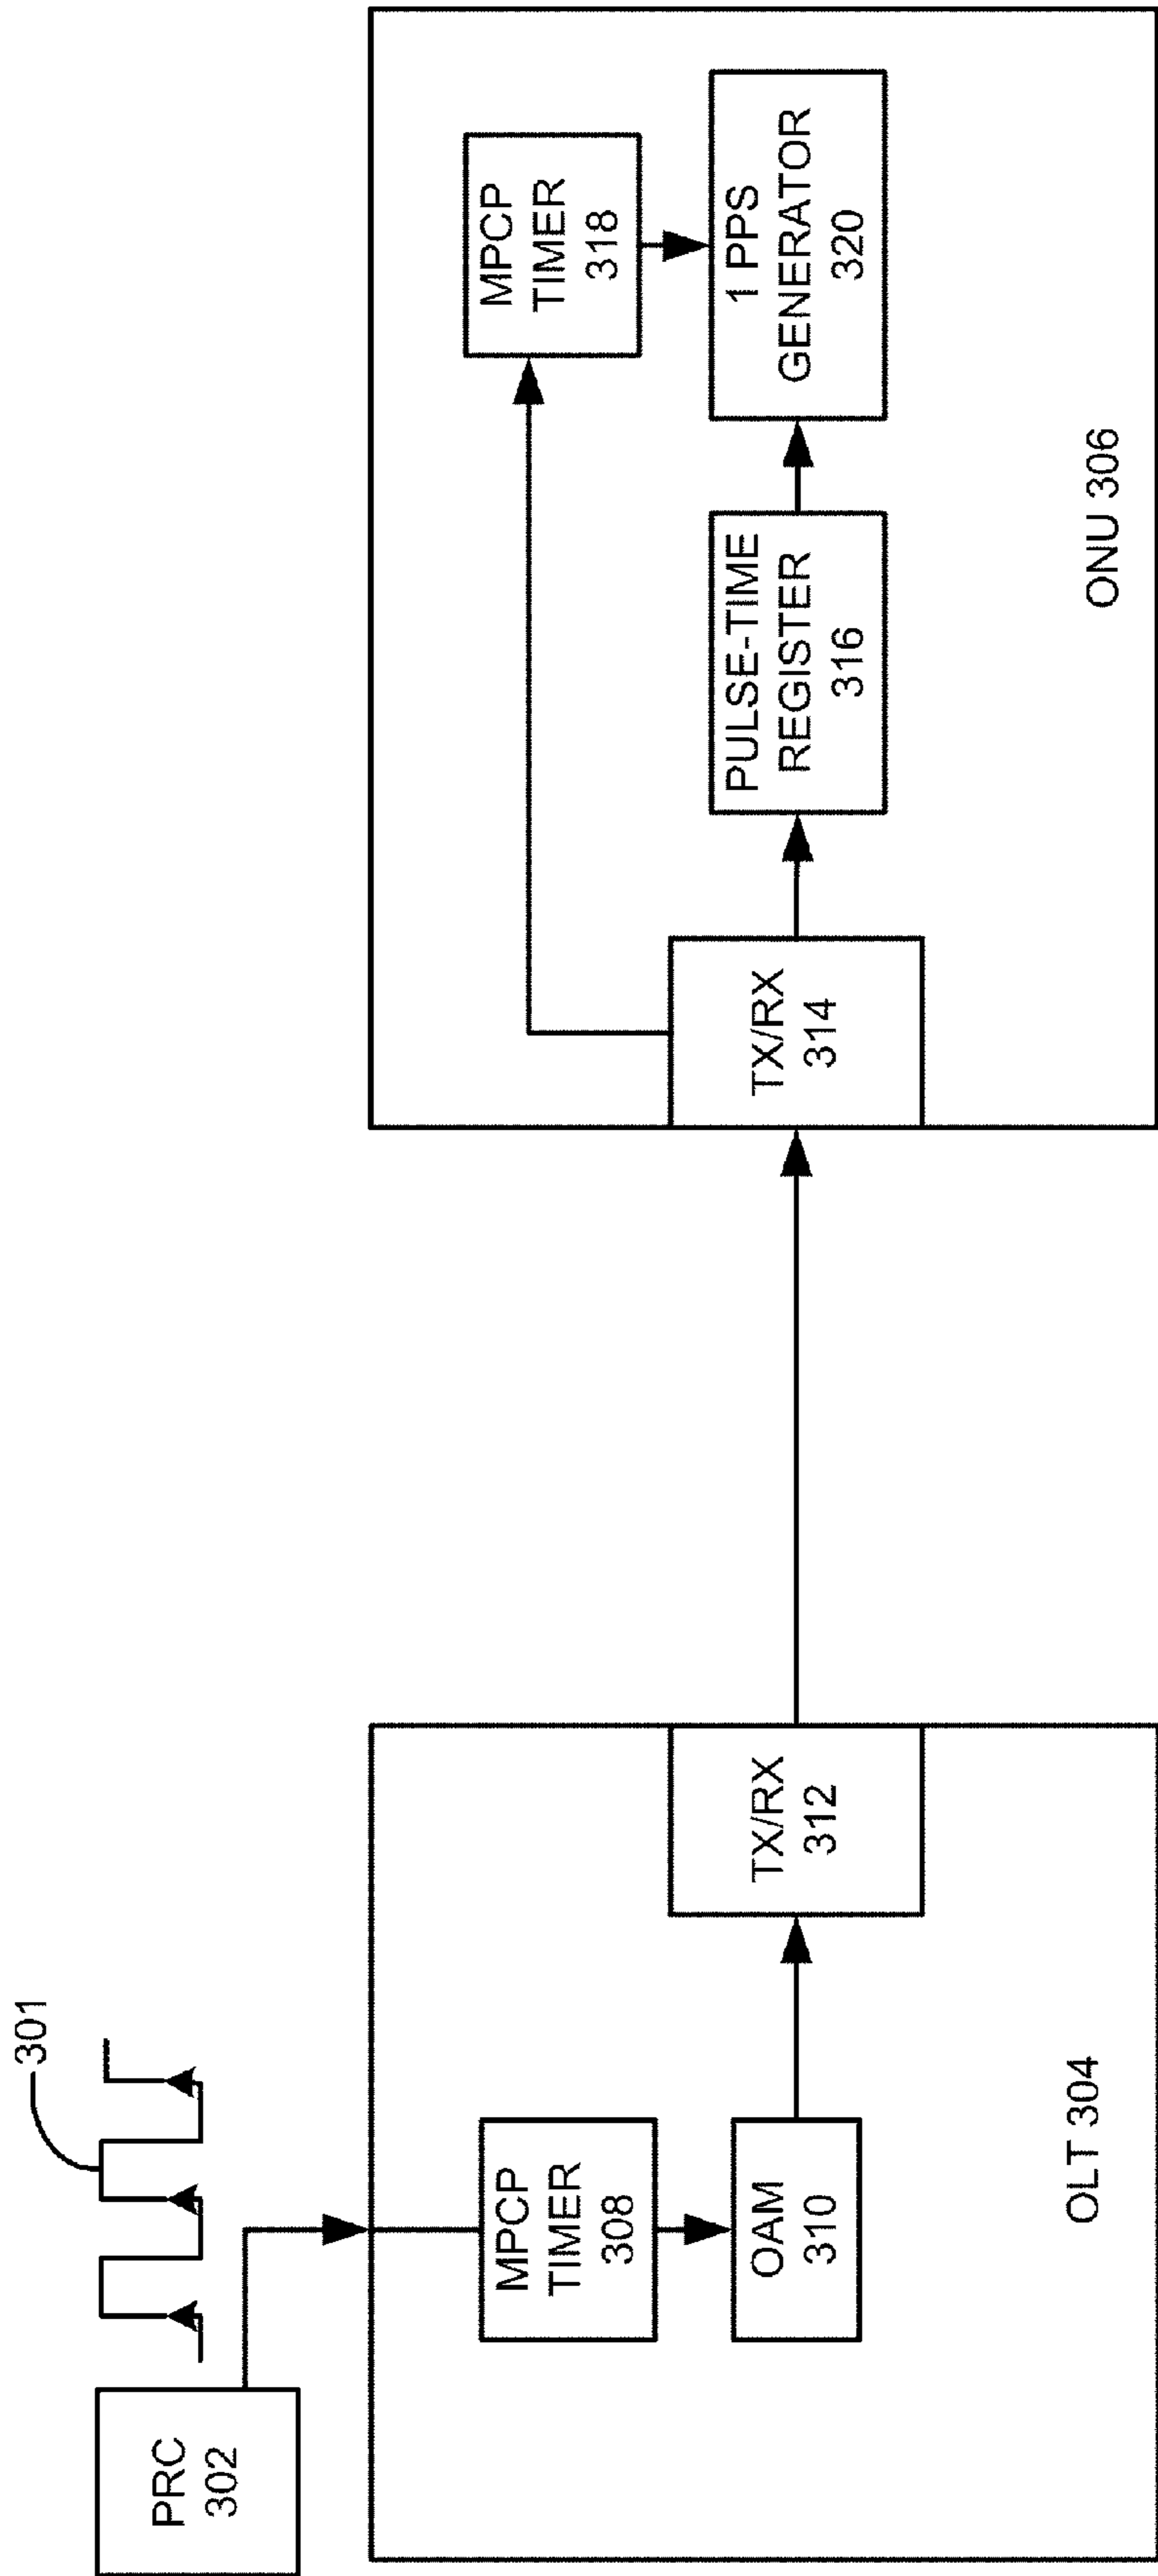 301
PRC
302
MPCP
TIMER
308
OAM
310
TX/RX
312
OLT 304
MPCP
TIMER
318
TX/RX
314
PULSE-TIME
REGISTER
316
1 PPS
GENERATOR
320
ONU 306